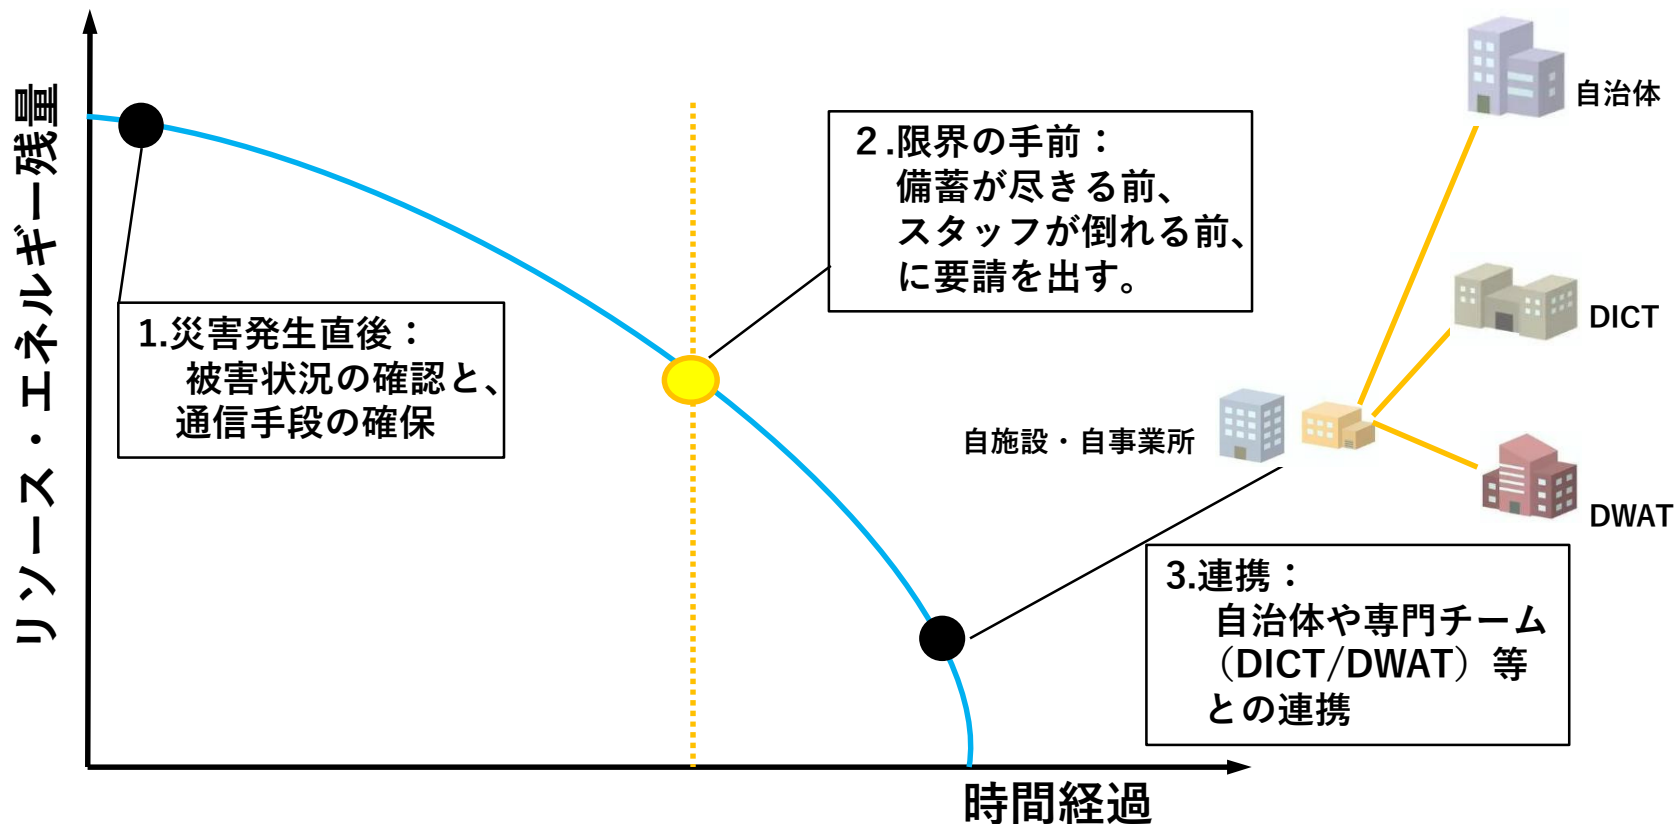 リソース・エネルギー残量
1.災害発生直後：
被害状況の確認と、
通信手段の確保
２.限界の手前：
備蓄が尽きる前、
スタッフが倒れる前、
に要請を出す。
自治体
DICT
自施設・自事業所
DWAT
3.連携：
自治体や専門チーム
（DICT/DWAT）等
との連携
時間経過